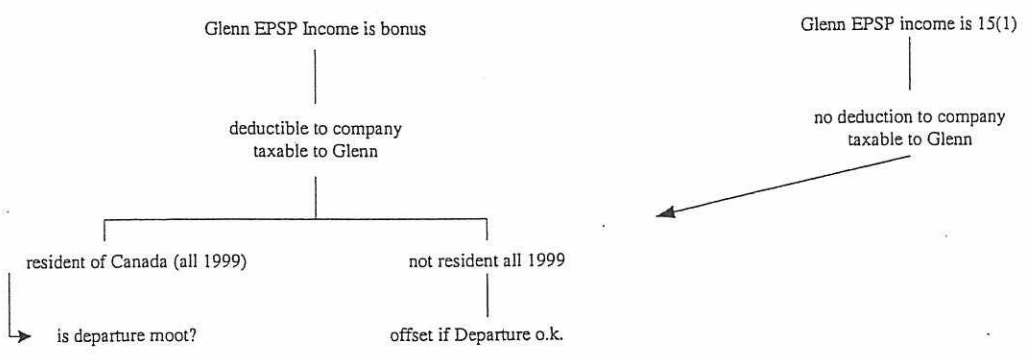 Glenn EPSP Income is bonus
Glenn EPSP income is 15(1)
deductible to company
taxable to Glenn
no deduction to company
taxable to Glenn
resident of Canada (all 1999)
not resident all 1999
is departure moot?
offset if Departure o.k.